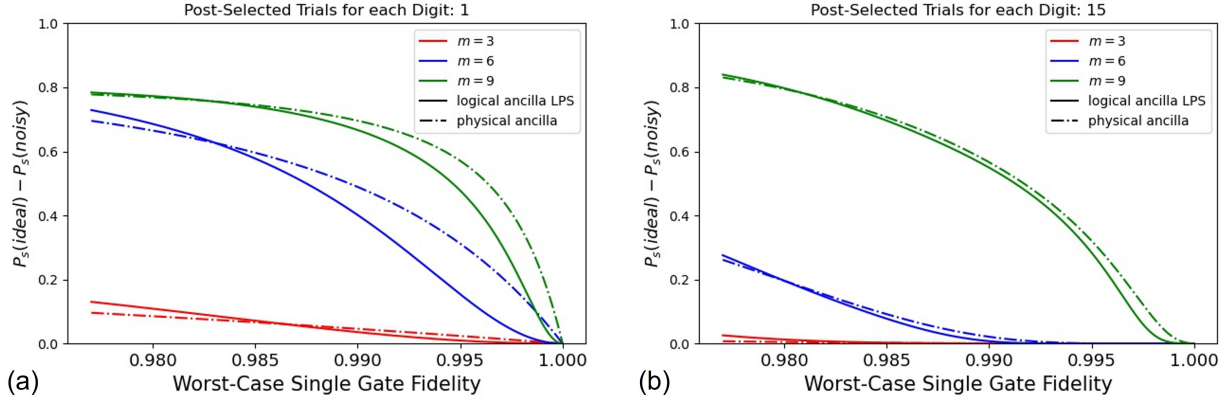 Post-Selected Trials for each Digit: 1
1.0
0.8
0.6
0.4
0.2
0.0
P_s(ideal) − P_s(noisy)
m = 3
m = 6
m = 9
logical ancilla LPS
physical ancilla
0.980 0.985 0.990 0.995 1.000
(a) Worst-Case Single Gate Fidelity
Post-Selected Trials for each Digit: 15
1.0
0.8
0.6
0.4
0.2
0.0
P_s(ideal) − P_s(noisy)
m = 3
m = 6
m = 9
logical ancilla LPS
physical ancilla
0.980 0.985 0.990 0.995 1.000
(b) Worst-Case Single Gate Fidelity